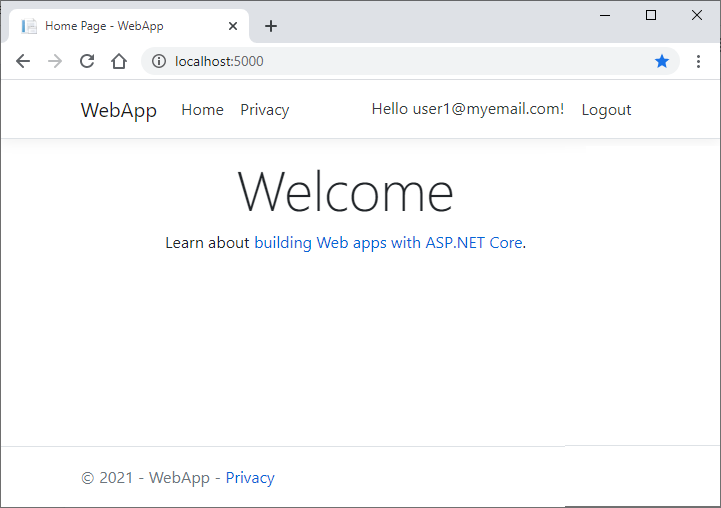 Home Page - WebApp
localhost:5000
WebApp Home Privacy Hello user1@myemail.com! Logout
Welcome
Learn about building Web apps with ASP.NET Core.
© 2021 - WebApp - Privacy